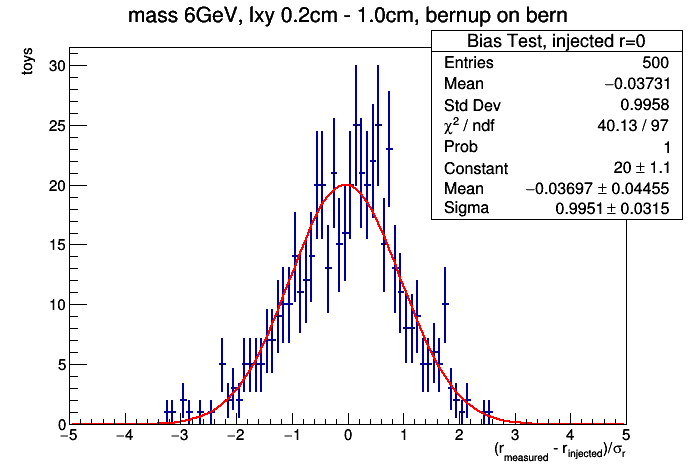 mass 6GeV, lxy 0.2cm - 1.0cm, bernup on bern
Bias Test, injected r=0
Entries 500
Mean −0.03731
Std Dev 0.9958
χ² / ndf 40.13 / 97
Prob 1
Constant 20 ± 1.1
Mean −0.03697 ± 0.04455
Sigma 0.9951 ± 0.0315
toys
30
25
20
15
10
5
0
−5 −4 −3 −2 −1 0 1 2 3 4 5
(r_measured - r_injected)/σ_r